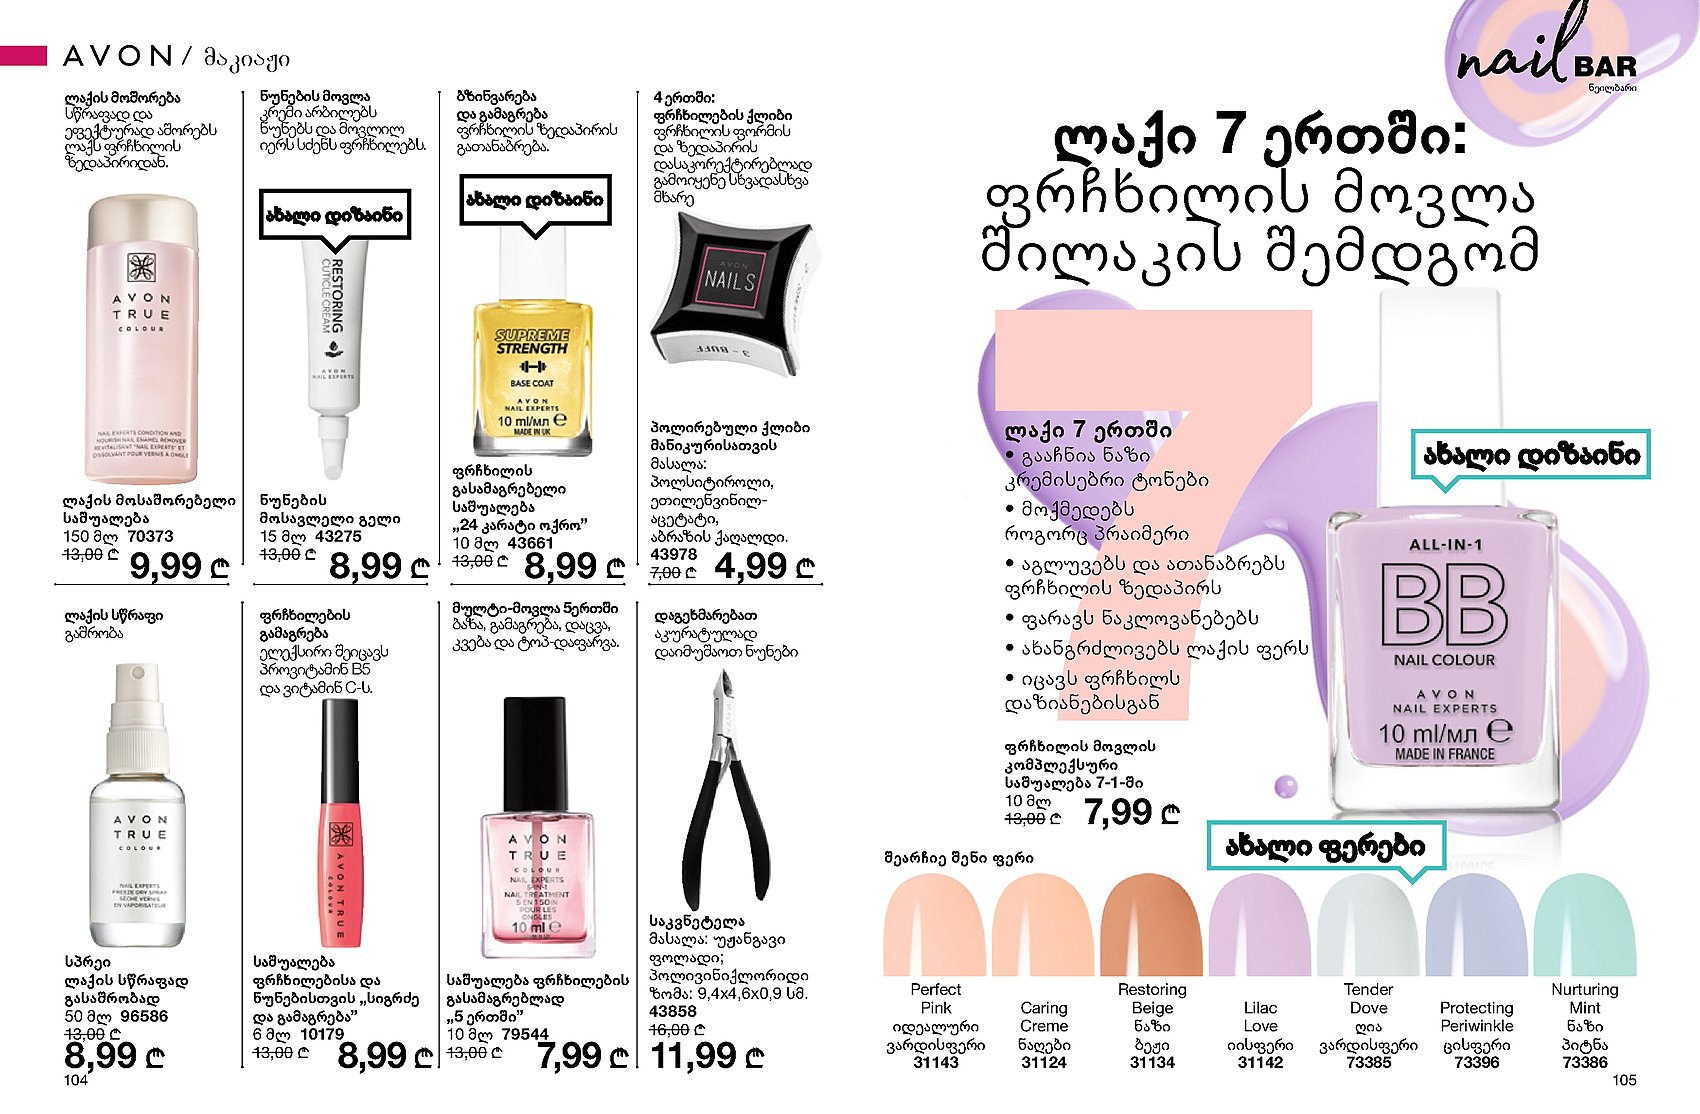 AVON / მაკიაჟი
ლაქის მოშორება
სწრაფად და
ეფექტურად აშორებს
ლაქს ფრჩხილის
ზედაპირიდან.
AVON
TRUE
COLOUR
NAIL EXPERTS CONDITION AND
NOURISH NAIL ENAMEL REMOVER
REVITALISANT "NAIL EXPERTS" ET
DISSOLVANT POUR VERNIS À ONGLE
ლაქის მოსაშორებელი
საშუალება
150 მლ 70373
13,00 ₾
9,99 ₾
ნუნების მოვლა
კრემი არბილებს
ნუნებს და მოვლილ
იერს სძენს ფრჩხილებს.
ახალი დიზაინი
RESTORING
CUTICLE CREAM
AVON
NAIL EXPERTS
ნუნების
მოსავლელი გელი
15 მლ 43275
13,00 ₾
8,99 ₾
ბზინვარება
და გამაგრება
ფრჩხილის ზედაპირის
გათანაბრება.
ახალი დიზაინი
SUPREME
STRENGTH
BASE COAT
AVON
NAIL EXPERTS
10 ml/мл e
MADE IN UK
ფრჩხილის
გასამაგრებელი
საშუალება
„24 კარატი ოქრო”
10 მლ 43661
13,00 ₾
8,99 ₾
4 ერთში:
ფრჩხილების ქლიბი
ფრჩხილის ფორმის
და ზედაპირის
დასაკორექტირებლად
გამოიყენე სხვადასხვა
მხარე
AVON
NAILS
3 - BUFF
პოლირებული ქლიბი
მანიკურისათვის
მასალა:
პოლსიტიროლი,
ეთილენვინილ-
აცეტატი,
აბრაზის ქაღალდი.
43978
7,00 ₾
4,99 ₾
ლაქის სწრაფი
გაშრობა
AVON
TRUE
COLOUR
NAIL EXPERTS
FREEZE DRY SPRAY
SÈCHE VERNIS
EN VAPORISATEUR
სპრეი
ლაქის სწრაფად
გასაშრობად
50 მლ 96586
13,00 ₾
8,99 ₾
ფრჩხილების
გამაგრება
ელექსირი შეიცავს
პროვიტამინ B5
და ვიტამინ C-ს.
AVON TRUE
COLOUR
საშუალება
ფრჩხილებისა და
ნუნებისთვის „სიგრძე
და გამაგრება”
6 მლ 10179
13,00 ₾
8,99 ₾
მულტი-მოვლა 5ერთში
ბაზა, გამაგრება, დაცვა,
კვება და ტოპ-დაფარვა.
AVON
TRUE
COLOUR
NAIL EXPERTS
5-IN-1
NAIL TREATMENT
5 EN 1 SOIN
POUR LES
ONGLES
10 ml e
საშუალება ფრჩხილების
გასამაგრებლად
„5 ერთში”
10 მლ 79544
13,00 ₾
7,99 ₾
დაგეხმარებათ
აკურატულად
დაიმუშაოთ ნუნები
საკვნეტელა
მასალა: უჟანგავი
ფოლადი;
პოლივინიქლორიდი
ზომა: 9,4x4,6x0,9 სმ.
43858
16,00 ₾
11,99 ₾
104
nail BAR
ნეილბარი
ლაქი 7 ერთში:
ფრჩხილის მოვლა
შილაკის შემდგომ
7
ლაქი 7 ერთში
• გააჩნია ნაზი
კრემისებრი ტონები
• მოქმედებს
როგორც პრაიმერი
• აგლუვებს და ათანაბრებს
ფრჩხილის ზედაპირს
• ფარავს ნაკლოვანებებს
• ახანგრძლივებს ლაქის ფერს
• იცავს ფრჩხილს
დაზიანებისგან
ფრჩხილის მოვლის
კომპლექსური
საშუალება 7-1-ში
10 მლ
13,00 ₾
7,99 ₾
ახალი დიზაინი
ALL-IN-1
BB
NAIL COLOUR
AVON
NAIL EXPERTS
10 ml/мл e
MADE IN FRANCE
ახალი ფერები
შეარჩიე შენი ფერი
Perfect
Pink
იდეალური
ვარდისფერი
31143
Caring
Creme
ნაღები
31124
Restoring
Beige
ნაზი
ბეჟი
31134
Lilac
Love
იისფერი
31142
Tender
Dove
ღია
ვარდისფერი
73385
Protecting
Periwinkle
ცისფერი
73396
Nurturing
Mint
ნაზი
პიტნა
73386
105